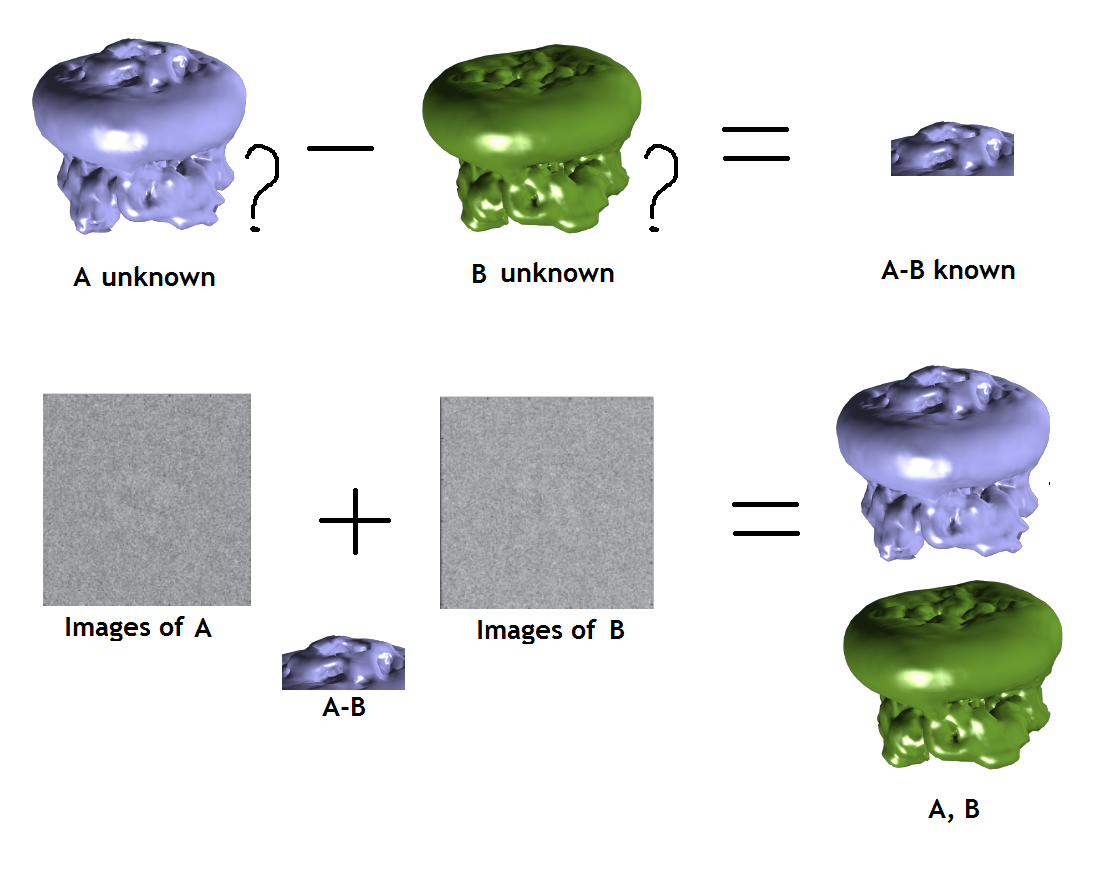 ? — ? =
A unknown
B unknown
A-B known
+ =
Images of A
Images of B
A-B
A, B